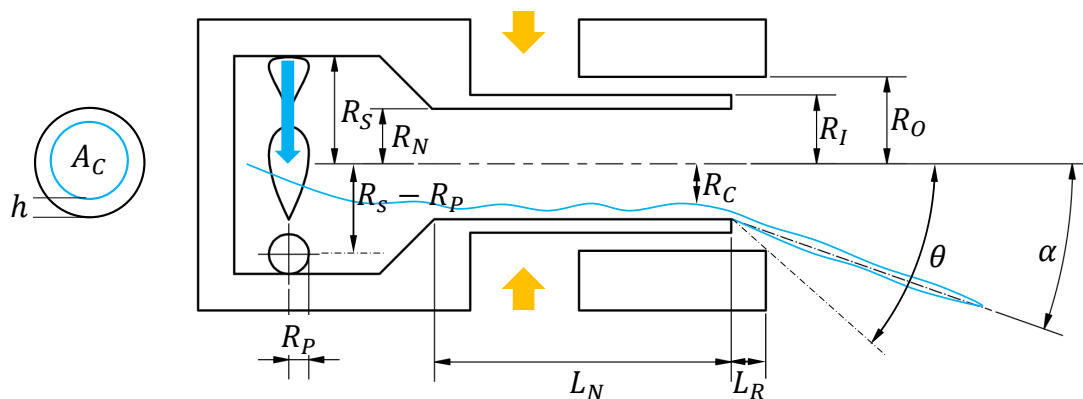 A_C
h
R_S
R_N
R_S − R_P
R_C
R_I
R_O
θ
α
R_P
L_N
L_R